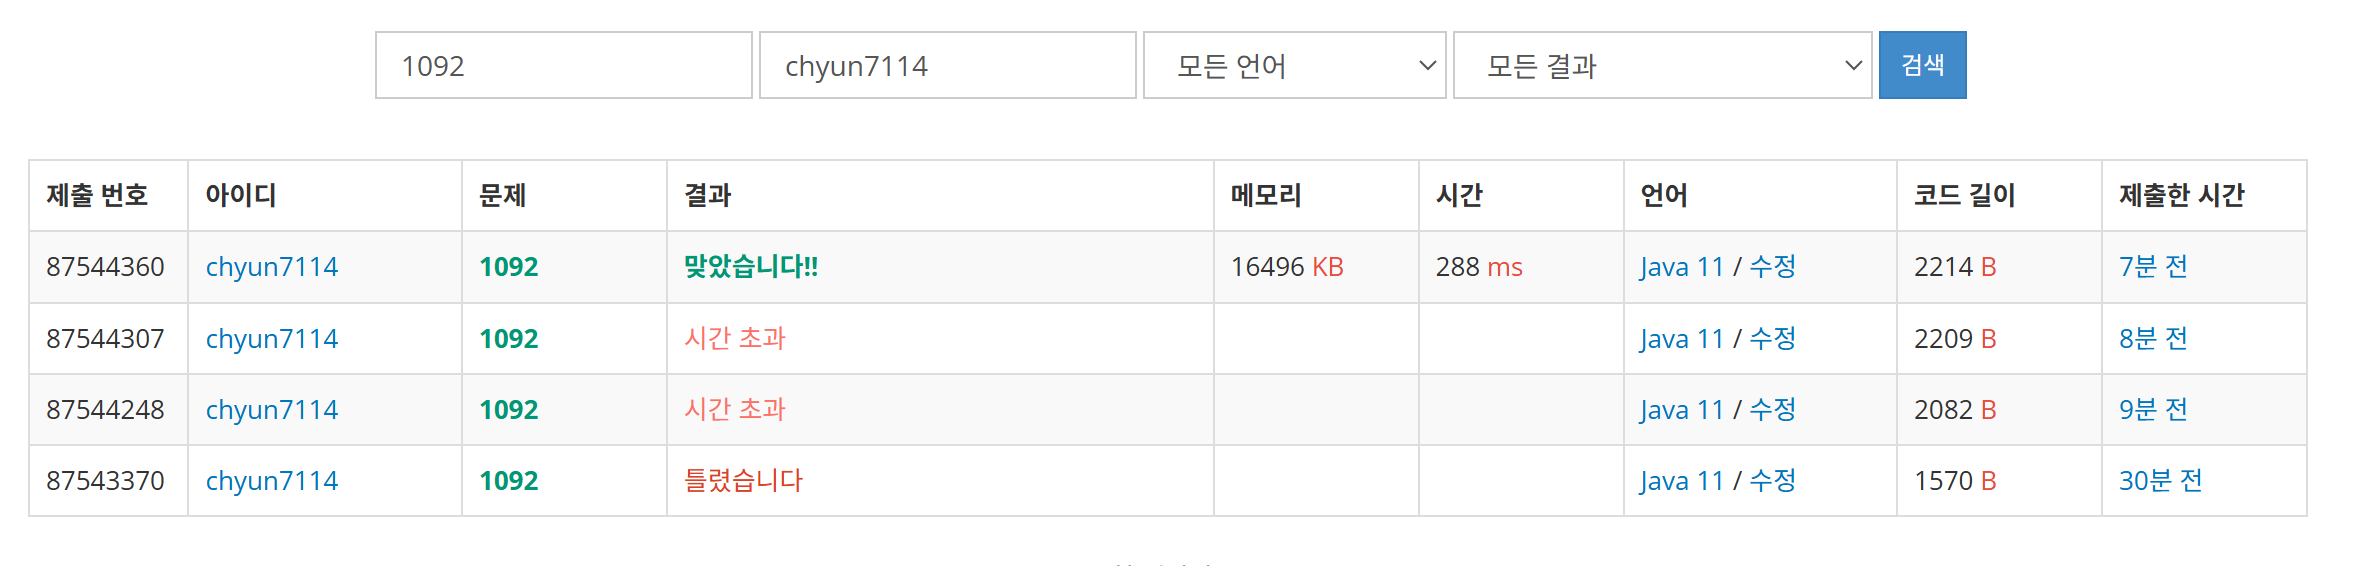 1092 chyun7114 모든 언어 모든 결과 검색
제출 번호 아이디 문제 결과 메모리 시간 언어 코드 길이 제출한 시간
87544360 chyun7114 1092 맞았습니다!! 16496 KB 288 ms Java 11 / 수정 2214 B 7분 전
87544307 chyun7114 1092 시간 초과 Java 11 / 수정 2209 B 8분 전
87544248 chyun7114 1092 시간 초과 Java 11 / 수정 2082 B 9분 전
87543370 chyun7114 1092 틀렸습니다 Java 11 / 수정 1570 B 30분 전